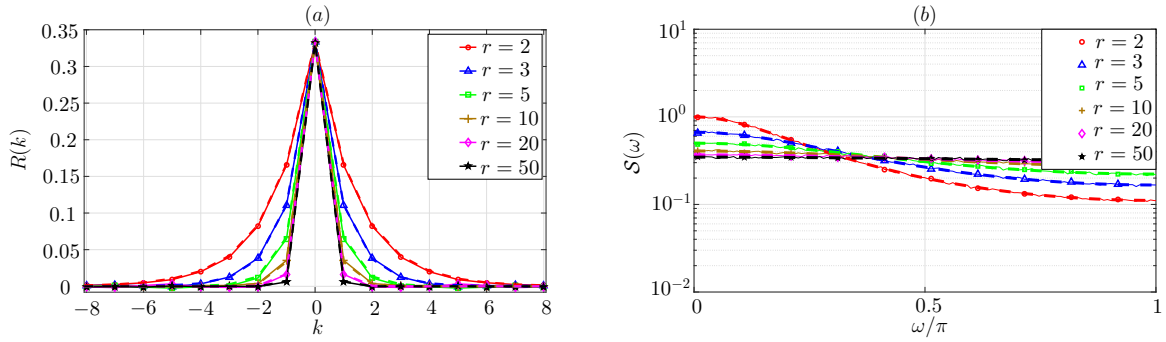 (a)
0.35
0.3
0.25
0.2
0.15
0.1
0.05
0
R(k)
−8 −6 −4 −2 0 2 4 6 8
k
r = 2
r = 3
r = 5
r = 10
r = 20
r = 50
(b)
10^1
10^0
10^{−1}
10^{−2}
S(ω)
0 0.5 1
ω/π
r = 2
r = 3
r = 5
r = 10
r = 20
r = 50